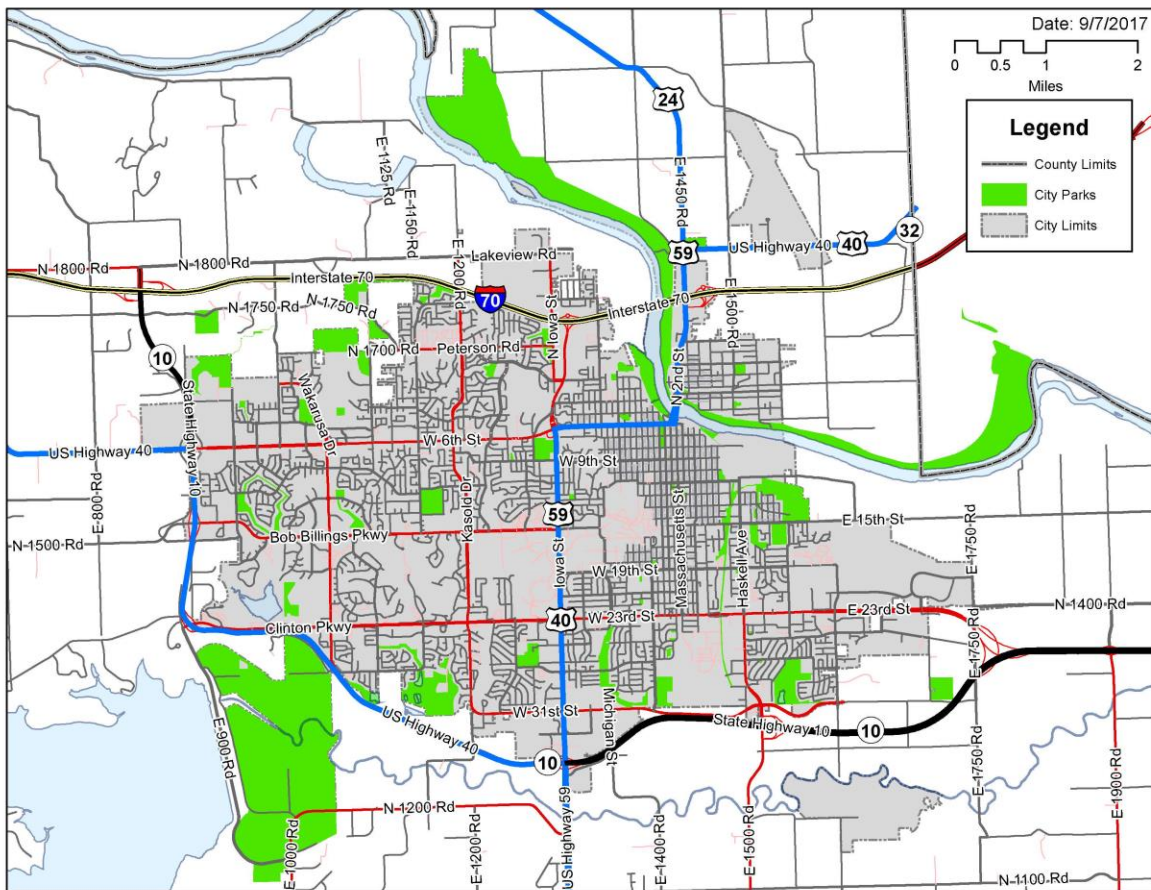 Date: 9/7/2017
0 0.5 1 2
Miles
Legend
County Limits
City Parks
City Limits
24
E 1450 Rd
59
US Highway 40
40
32
E-1125 Rd
E-1150 Rd
E-1200 Rd
N 1800 Rd
N 1800 Rd
Lakeview Rd
Interstate 70
70
Interstate 70
N 1750 Rd
N 1750 Rd
N Iowa St
E-1500 Rd
N 1700 Rd
Peterson Rd
N 2nd St
10
State Highway 10
Wakarusa Dr
US Highway 40
W 6th St
W 9th St
E-800 Rd
Kasold Dr
59
Massachusetts St
N 1500 Rd
Bob Billings Pkwy
Iowa St
Haskell Ave
E 15th St
E-1750 Rd
W 19th St
Clinton Pkwy
40
W 23rd St
E 23rd St
N 1400 Rd
E-900 Rd
US Highway 40
W 31st St
Michigan St
State Highway 10
10
E-1750 Rd
10
N 1200 Rd
E-1000 Rd
E-1200 Rd
US Highway 59
E-1400 Rd
E-1500 Rd
E-1750 Rd
E-1900 Rd
N 1100 Rd